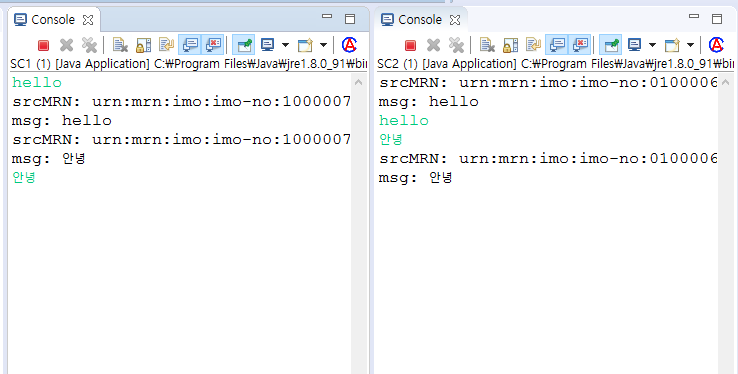 Console
SC1 (1) [Java Application] C:₩Program Files₩Java₩jre1.8.0_91₩bin
hello
srcMRN: urn:mrn:imo:imo-no:1000007
msg: hello
srcMRN: urn:mrn:imo:imo-no:1000007
msg: 안녕
안녕
Console
SC2 (1) [Java Application] C:₩Program Files₩Java₩jre1.8.0_91₩bin
srcMRN: urn:mrn:imo:imo-no:0100006
msg: hello
hello
안녕
srcMRN: urn:mrn:imo:imo-no:0100006
msg: 안녕